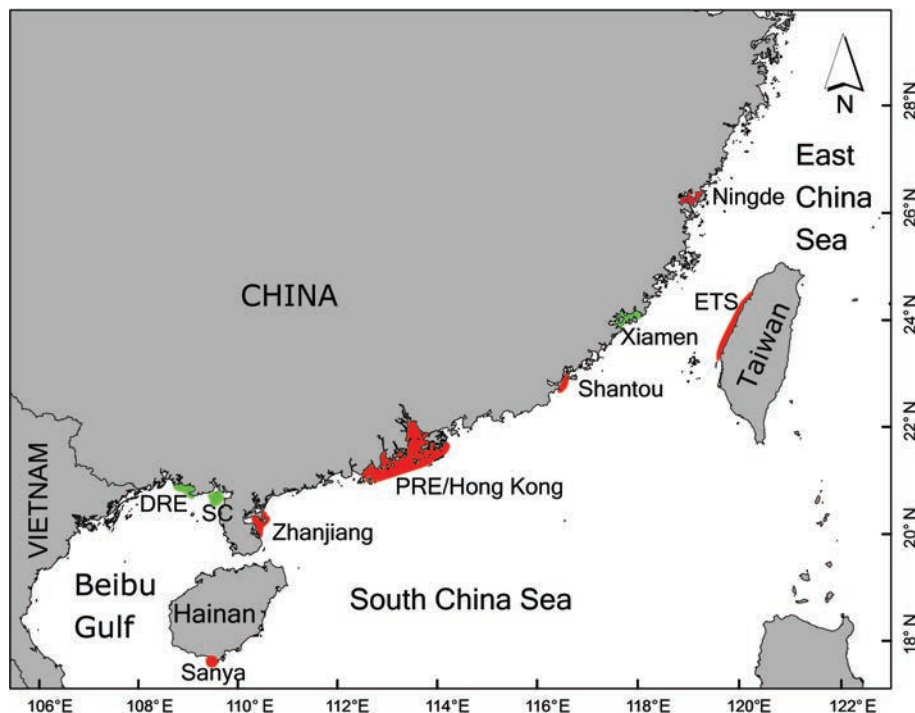 N
East
China
Sea
Ningde
CHINA
ETS
Xiamen
Taiwan
Shantou
PRE/Hong Kong
VIETNAM
DRE
SC
Zhanjiang
Beibu
Gulf
Hainan
South China Sea
Sanya
28°N
26°N
24°N
22°N
20°N
18°N
106°E
108°E
110°E
112°E
114°E
116°E
118°E
120°E
122°E